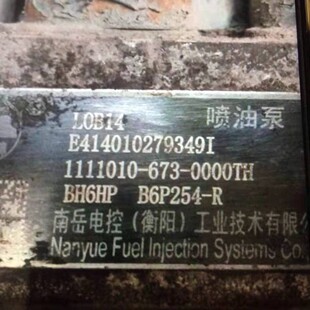 LOB14 喷油泵
E414010279349I
1111010-673-0000TH
BH6HP B6P254-R
南岳电控(衡阳)工业技术有限
Nanyue Fuel Injection Systems Co.